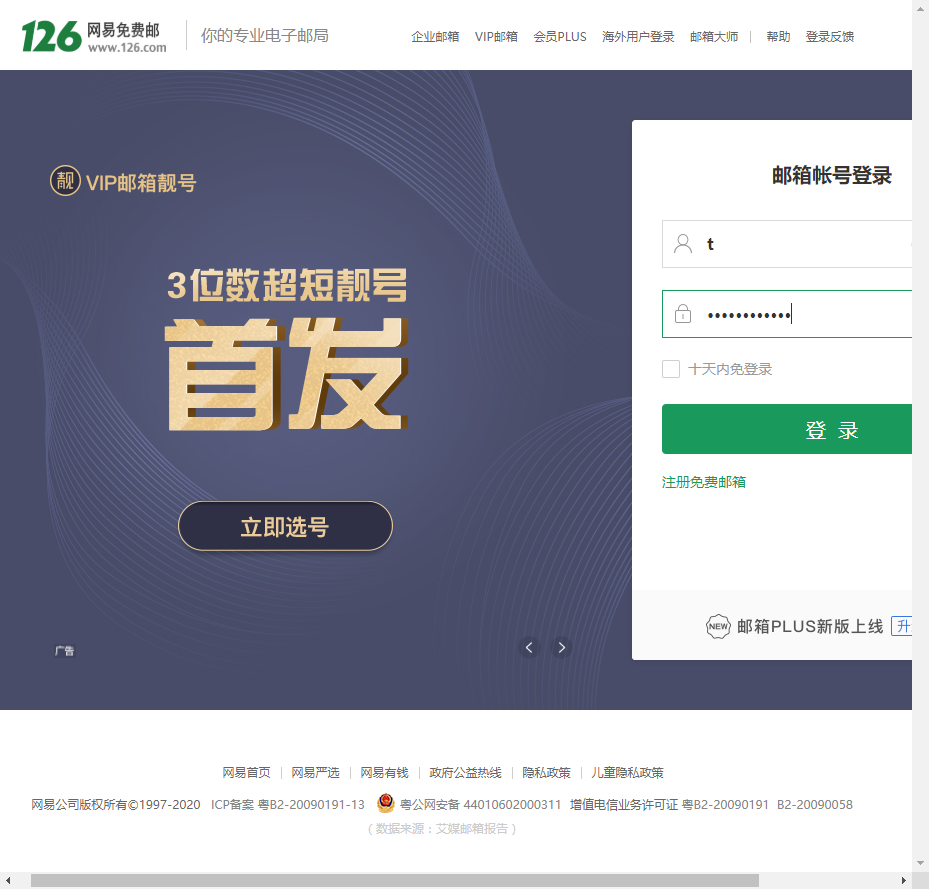 126 网易免费邮 www.126.com 你的专业电子邮局 企业邮箱 VIP邮箱 会员PLUS 海外用户登录 邮箱大师 帮助 登录反馈
邮箱帐号登录
靓 VIP邮箱靓号
t
3位数超短靓号
首发
••••••••••••
十天内免登录
登 录
注册免费邮箱
立即选号
NEW 邮箱PLUS新版上线 升
广告
网易首页 网易严选 网易有钱 政府公益热线 隐私政策 儿童隐私政策
网易公司版权所有©1997-2020 ICP备案 粤B2-20090191-13 粤公网安备 44010602000311 增值电信业务许可证 粤B2-20090191 B2-20090058
( 数据来源：艾媒邮箱报告 )